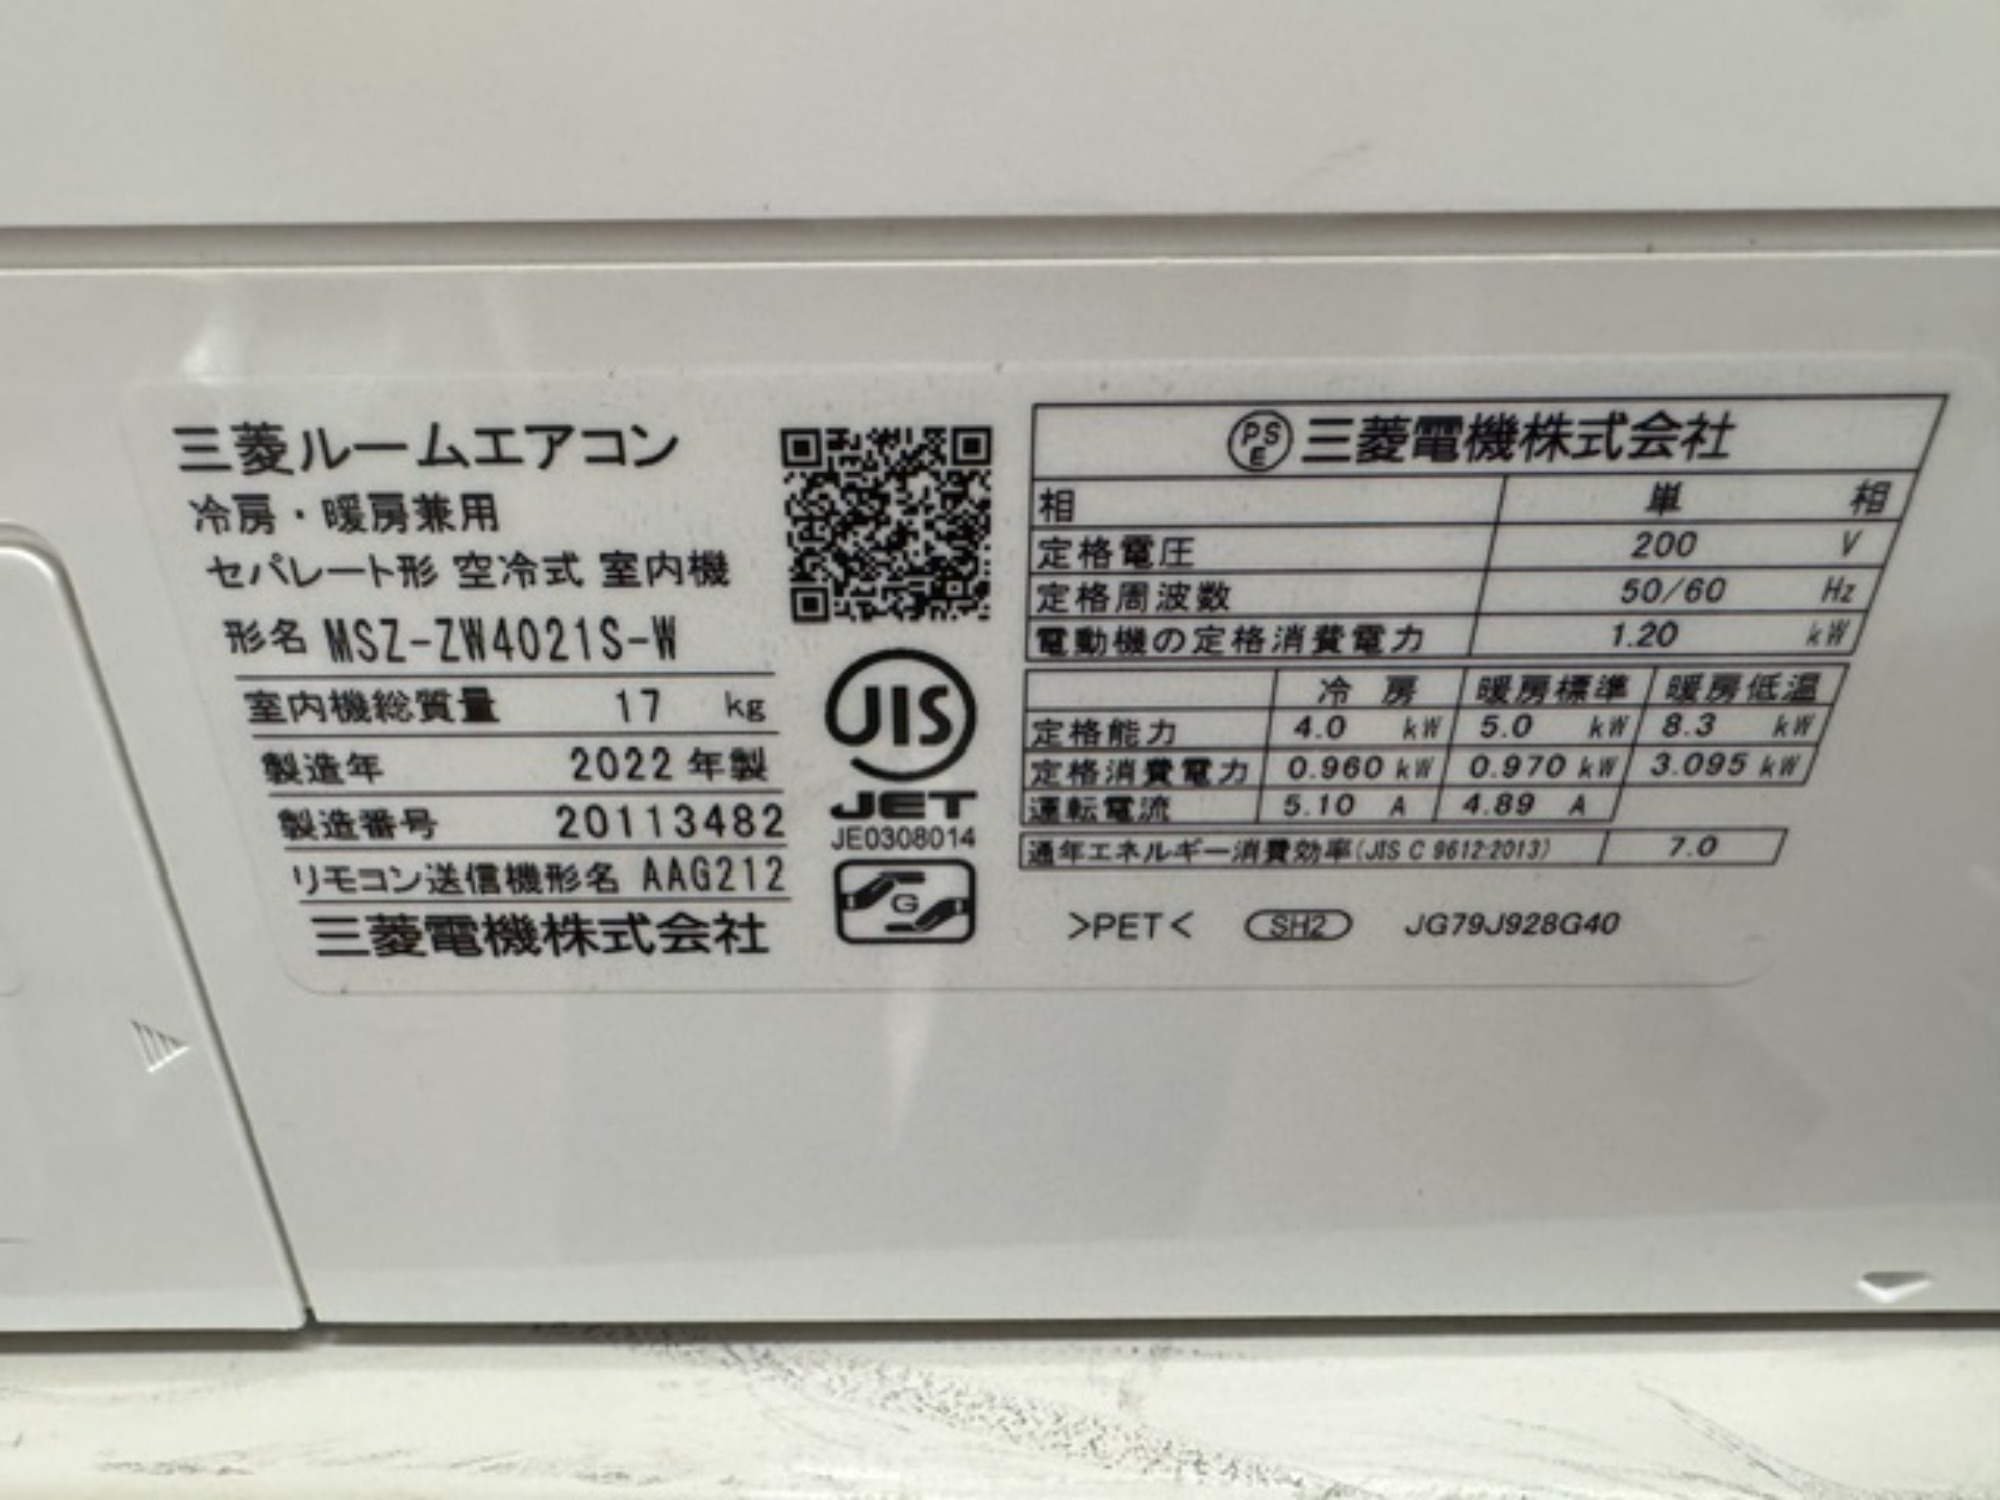 三菱ルームエアコン
冷房・暖房兼用
セパレート形 空冷式 室内機
形名 MSZ-ZW4021S-W
室内機総質量 17 kg
製造年 2022 年製
製造番号 20113482
リモコン送信機形名 AAG212
三菱電機株式会社
JIS
JET
JE0308014
G
PSE 三菱電機株式会社
相 単 相
定格電圧 200 V
定格周波数 50/60 Hz
電動機の定格消費電力 1.20 kW
冷 房 暖房標準 暖房低温
定格能力 4.0 kW 5.0 kW 8.3 kW
定格消費電力 0.960 kW 0.970 kW 3.095 kW
運転電流 5.10 A 4.89 A
通年エネルギー消費効率(JIS C 9612:2013) 7.0
>PET< SH2 JG79J928G40